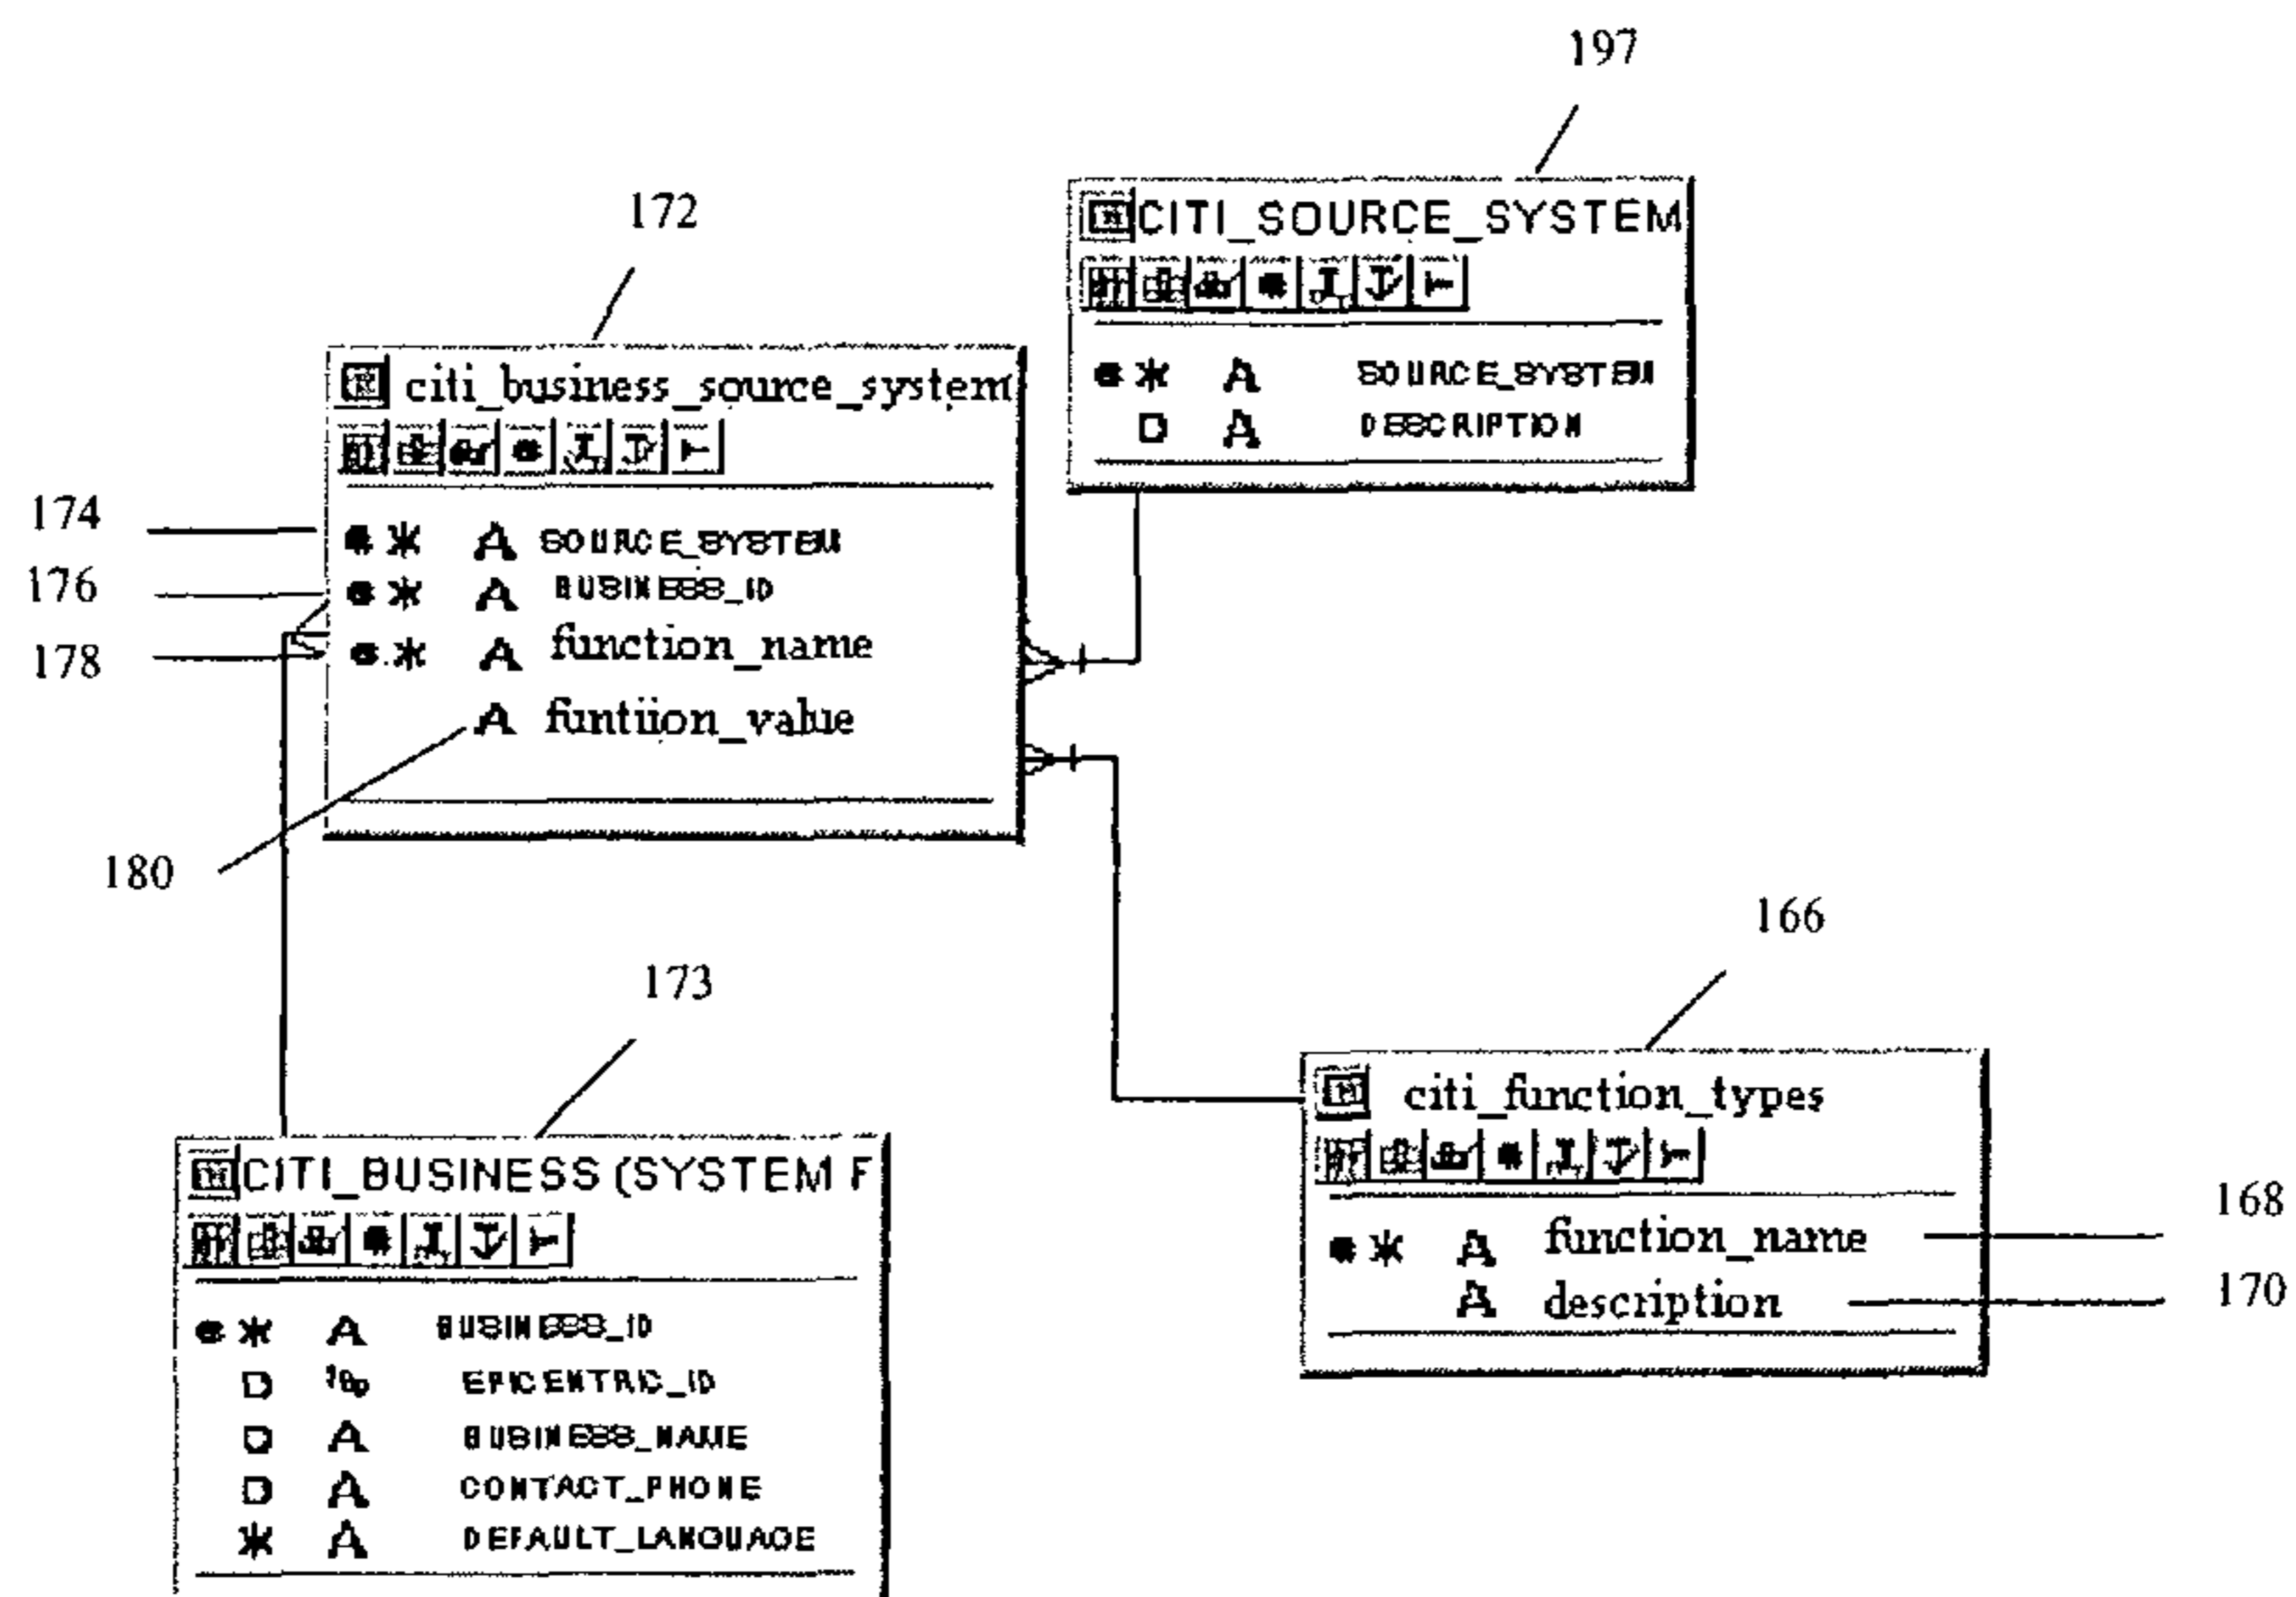 197
172
CITI_SOURCE_SYSTEM
citi_business_source_system
SOURCE_SYSTEM
DESCRIPTION
174
A SOURCE_SYSTEM
176
A BUSINESS_ID
178
A function_name
A funtiion_value
180
166
173
citi_function_types
CITI_BUSINESS (SYSTEM F
168
A function_name
170
A description
A BUSINESS_ID
EPICENTRIC_ID
A BUSINESS_NAME
A CONTACT_PHONE
A DEFAULT_LANGUAGE